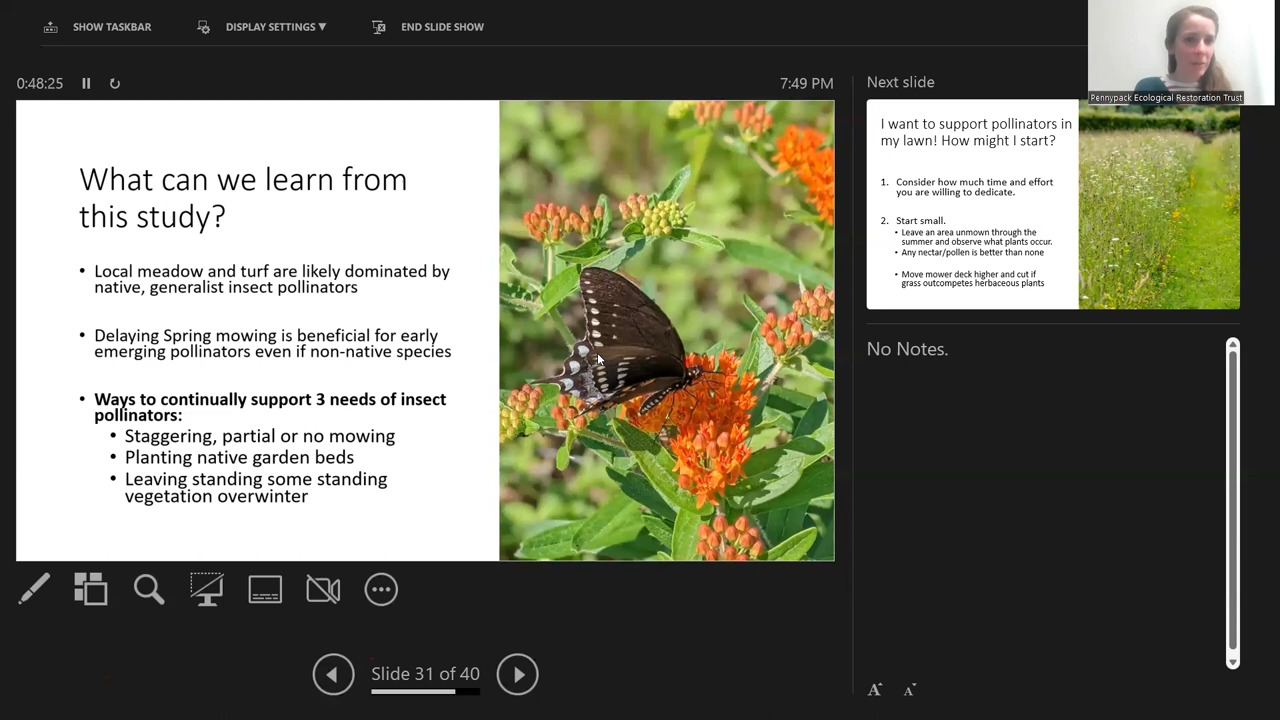 SHOW TASKBAR
DISPLAY SETTINGS ▼
END SLIDE SHOW
0:48:25
7:49 PM
What can we learn from
this study?
• Local meadow and turf are likely dominated by
native, generalist insect pollinators
• Delaying Spring mowing is beneficial for early
emerging pollinators even if non-native species
• Ways to continually support 3 needs of insect
pollinators:
• Staggering, partial or no mowing
• Planting native garden beds
• Leaving standing some standing
vegetation overwinter
Slide 31 of 40
Next slide
Pennypack Ecological Restoration Trust
I want to support pollinators in
my lawn! How might I start?
1. Consider how much time and effort
you are willing to dedicate.
2. Start small.
• Leave an area unmown through the
summer and observe what plants occur.
• Any nectar/pollen is better than none
• Move mower deck higher and cut if
grass outcompetes herbaceous plants
No Notes.
A A